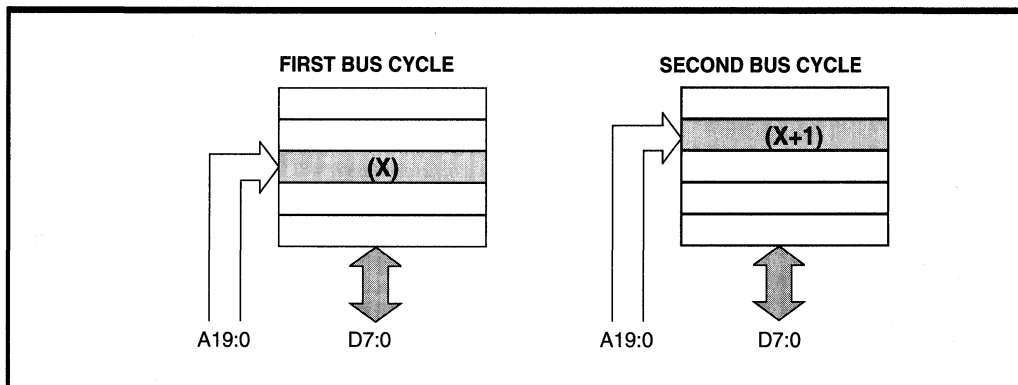 FIRST BUS CYCLE
SECOND BUS CYCLE
(X)
(X+1)
A19:0
D7:0
A19:0
D7:0